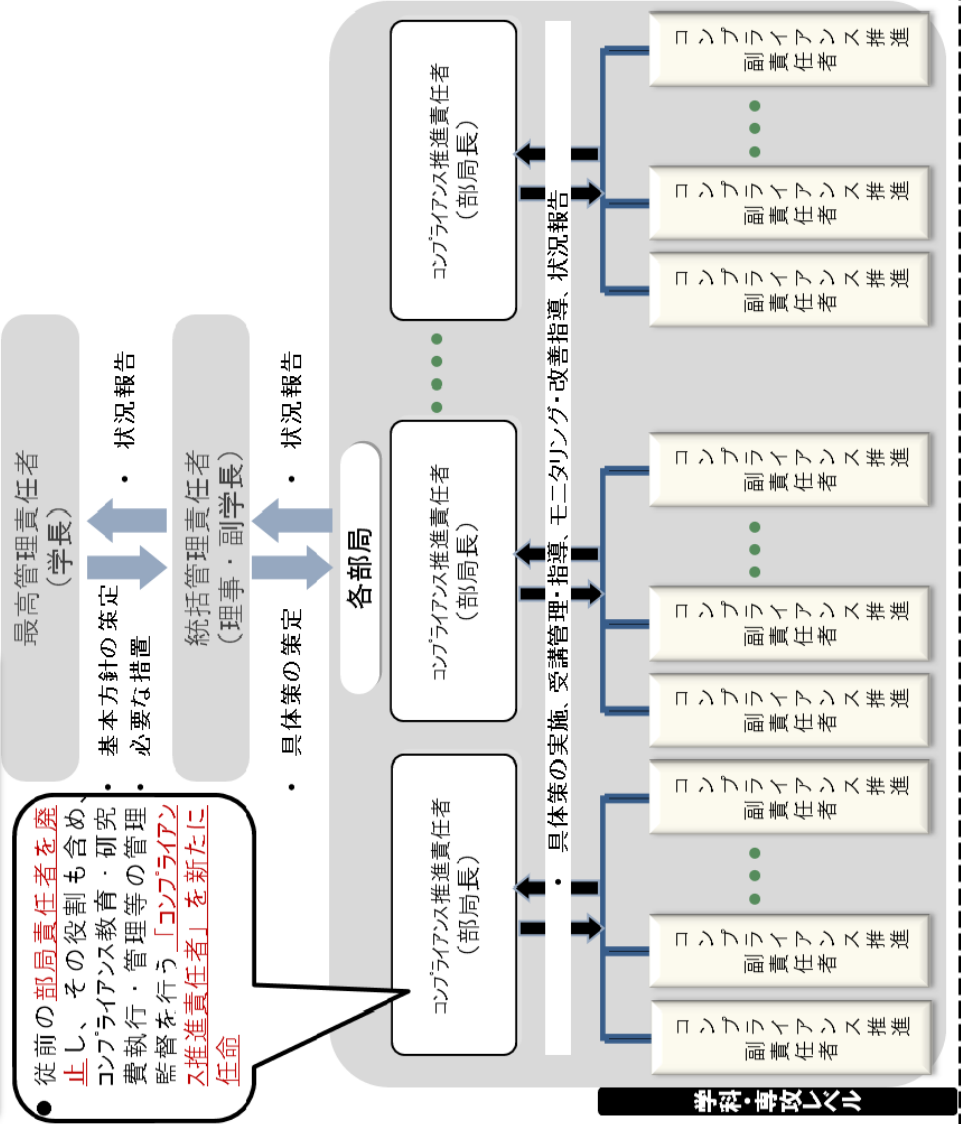 最高管理責任者
(学長)
・ 基本方針の策定
・ 必要な措置
・ 状況報告
統括管理責任者
(理事・副学長)
・ 具体策の策定
・ 状況報告
● 従前の部局責任者を廃
止し、その役割も含め、
コンプライアンス教育・研究
費執行・管理等の管理
監督を行う「コンプライアン
ス推進責任者」を新たに
任命
各部局
コンプライアンス推進責任者
(部局長)
コンプライアンス推進責任者
(部局長)
コンプライアンス推進責任者
(部局長)
・ 具体策の実施、受講管理・指導、モニタリング・改善指導、状況報告
学科・専攻レベル
コンプライアンス推進
副責任者
コンプライアンス推進
副責任者
コンプライアンス推進
副責任者
コンプライアンス推進
副責任者
コンプライアンス推進
副責任者
コンプライアンス推進
副責任者
コンプライアンス推進
副責任者
コンプライアンス推進
副責任者
コンプライアンス推進
副責任者